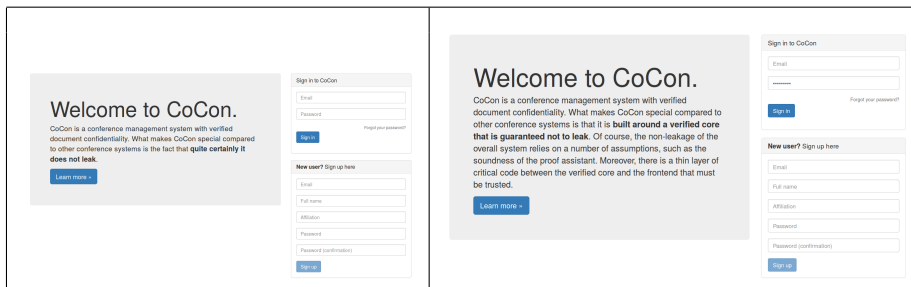 Welcome to CoCon.
CoCon is a conference management system with verified
document confidentiality. What makes CoCon special compared
to other conference systems is the fact that quite certainly it
does not leak.
Learn more »
Sign in to CoCon
Email
Password
Forgot your password?
Sign in
New user? Sign up here
Email
Full name
Affiliation
Password
Password (confirmation)
Sign up
Welcome to CoCon.
CoCon is a conference management system with verified
document confidentiality. What makes CoCon special compared to
other conference systems is that it is built around a verified core
that is guaranteed not to leak. Of course, the non-leakage of the
overall system relies on a number of assumptions, such as the
soundness of the proof assistant. Moreover, there is a thin layer of
critical code between the verified core and the frontend that must
be trusted.
Learn more »
Sign in to CoCon
Email
Forgot your password?
Sign in
New user? Sign up here
Email
Full name
Affiliation
Password
Password (confirmation)
Sign up